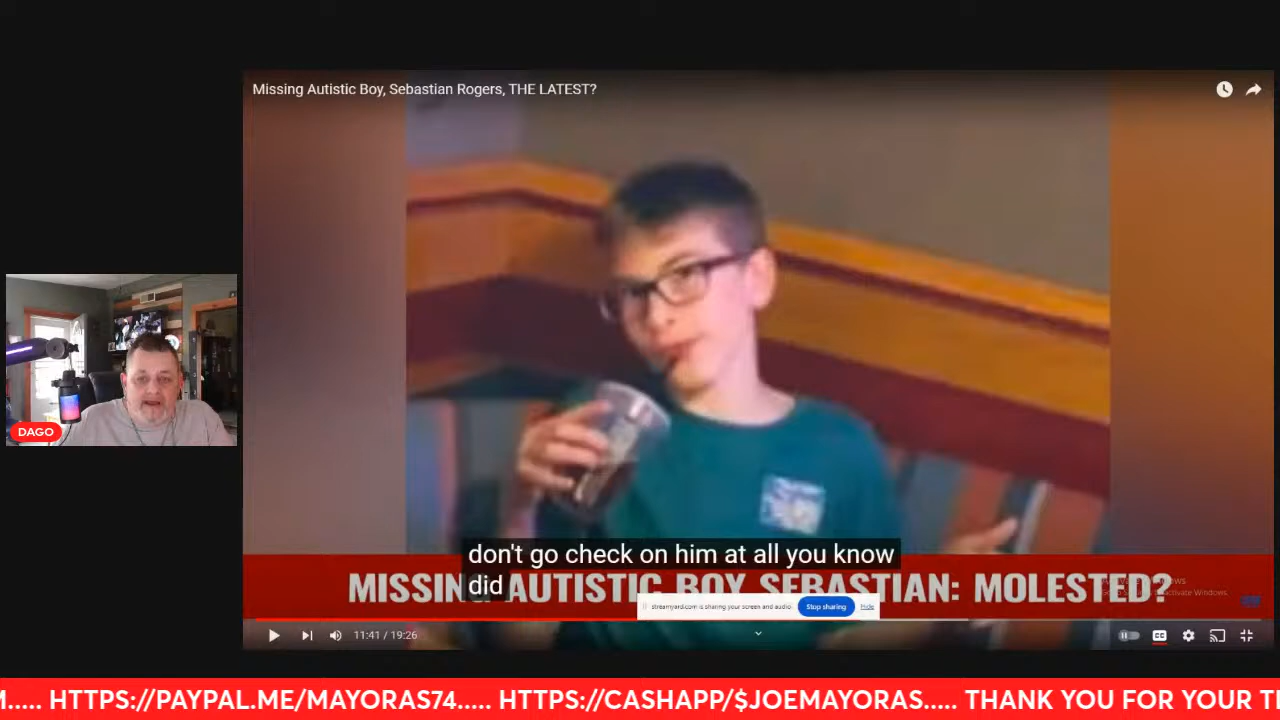 Missing Autistic Boy, Sebastian Rogers, THE LATEST?
DAGO
don't go check on him at all you know
did
MISSING AUTISTIC BOY SEBASTIAN: MOLESTED?
streamyard.com is sharing your screen and audio.
Stop sharing
Hide
11:41 / 19:26
CC
M..... HTTPS://PAYPAL.ME/MAYORAS74..... HTTPS://CASHAPP/$JOEMAYORAS..... THANK YOU FOR YOUR T